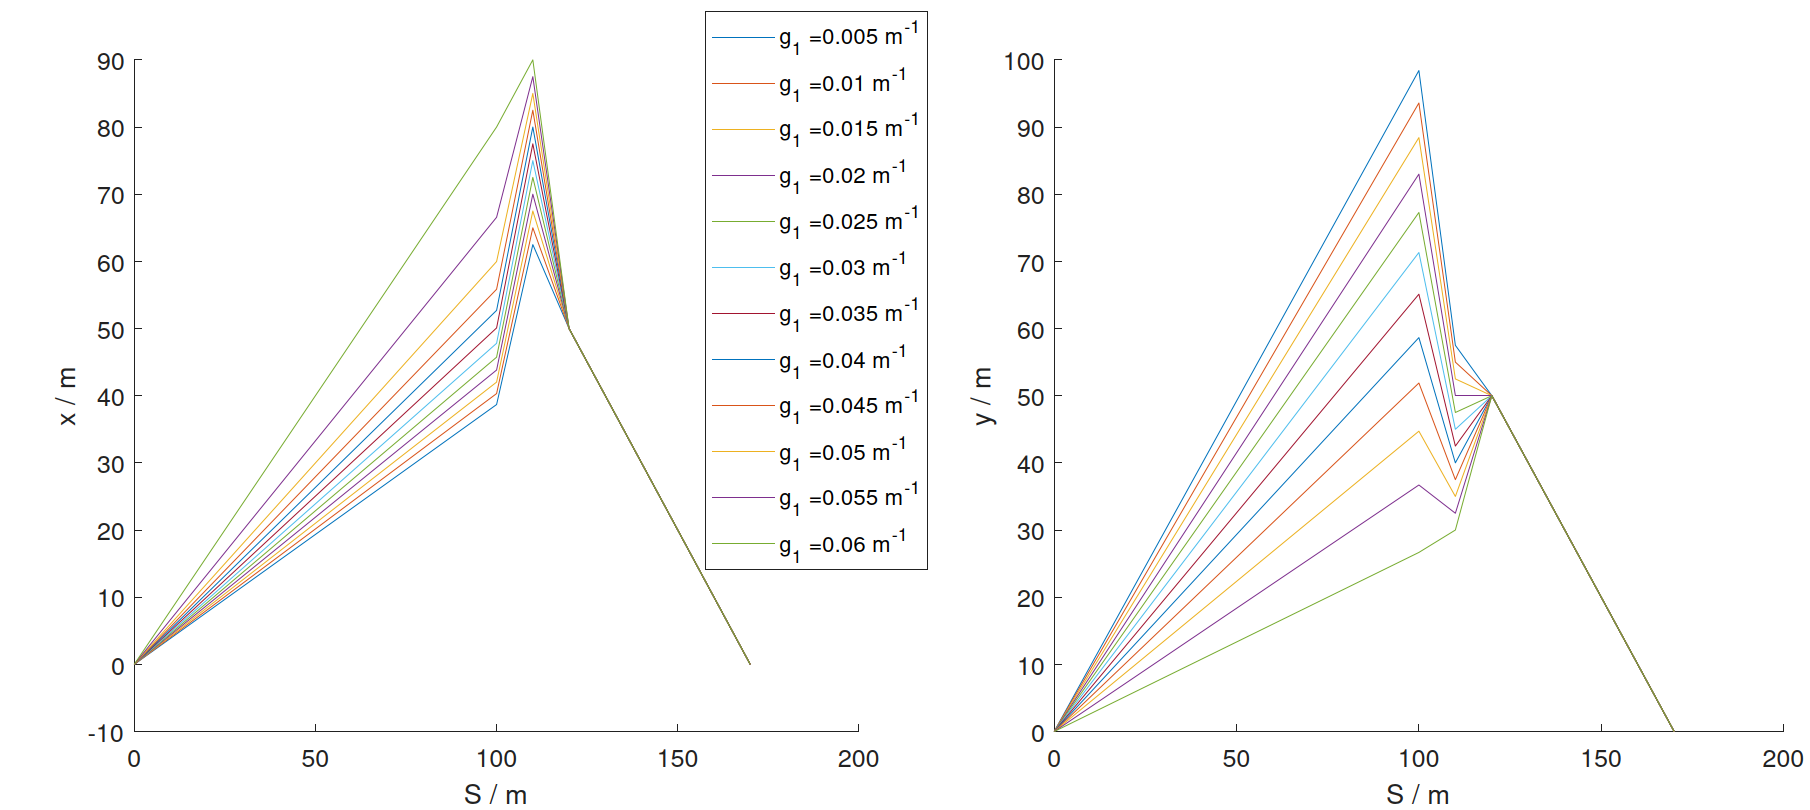 90
80
70
60
50
40
30
20
10
0
-10
0 50 100 150 200
x / m
S / m
g1 =0.005 m-1
g1 =0.01 m-1
g1 =0.015 m-1
g1 =0.02 m-1
g1 =0.025 m-1
g1 =0.03 m-1
g1 =0.035 m-1
g1 =0.04 m-1
g1 =0.045 m-1
g1 =0.05 m-1
g1 =0.055 m-1
g1 =0.06 m-1
100
90
80
70
60
50
40
30
20
10
0
0 50 100 150 200
y / m
S / m